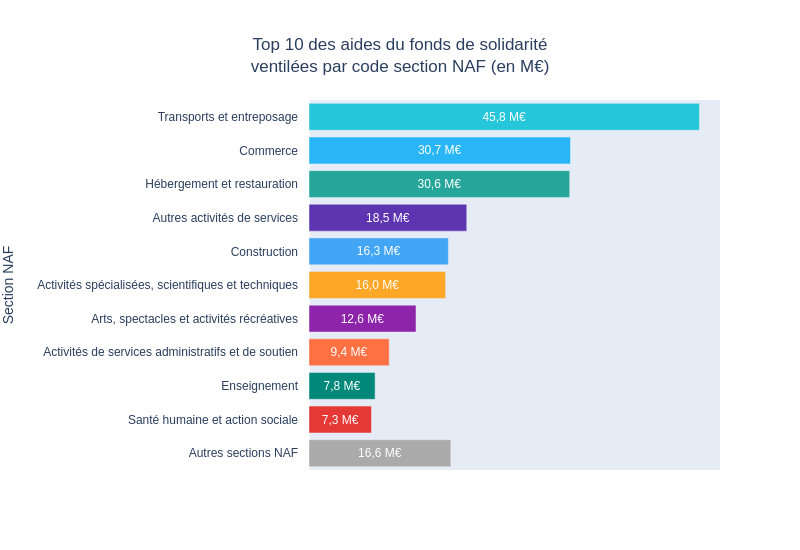 Top 10 des aides du fonds de solidarité
ventilées par code section NAF (en M€)
Section NAF
Transports et entreposage 45,8 M€
Commerce 30,7 M€
Hébergement et restauration 30,6 M€
Autres activités de services 18,5 M€
Construction 16,3 M€
Activités spécialisées, scientifiques et techniques 16,0 M€
Arts, spectacles et activités récréatives 12,6 M€
Activités de services administratifs et de soutien 9,4 M€
Enseignement 7,8 M€
Santé humaine et action sociale 7,3 M€
Autres sections NAF 16,6 M€